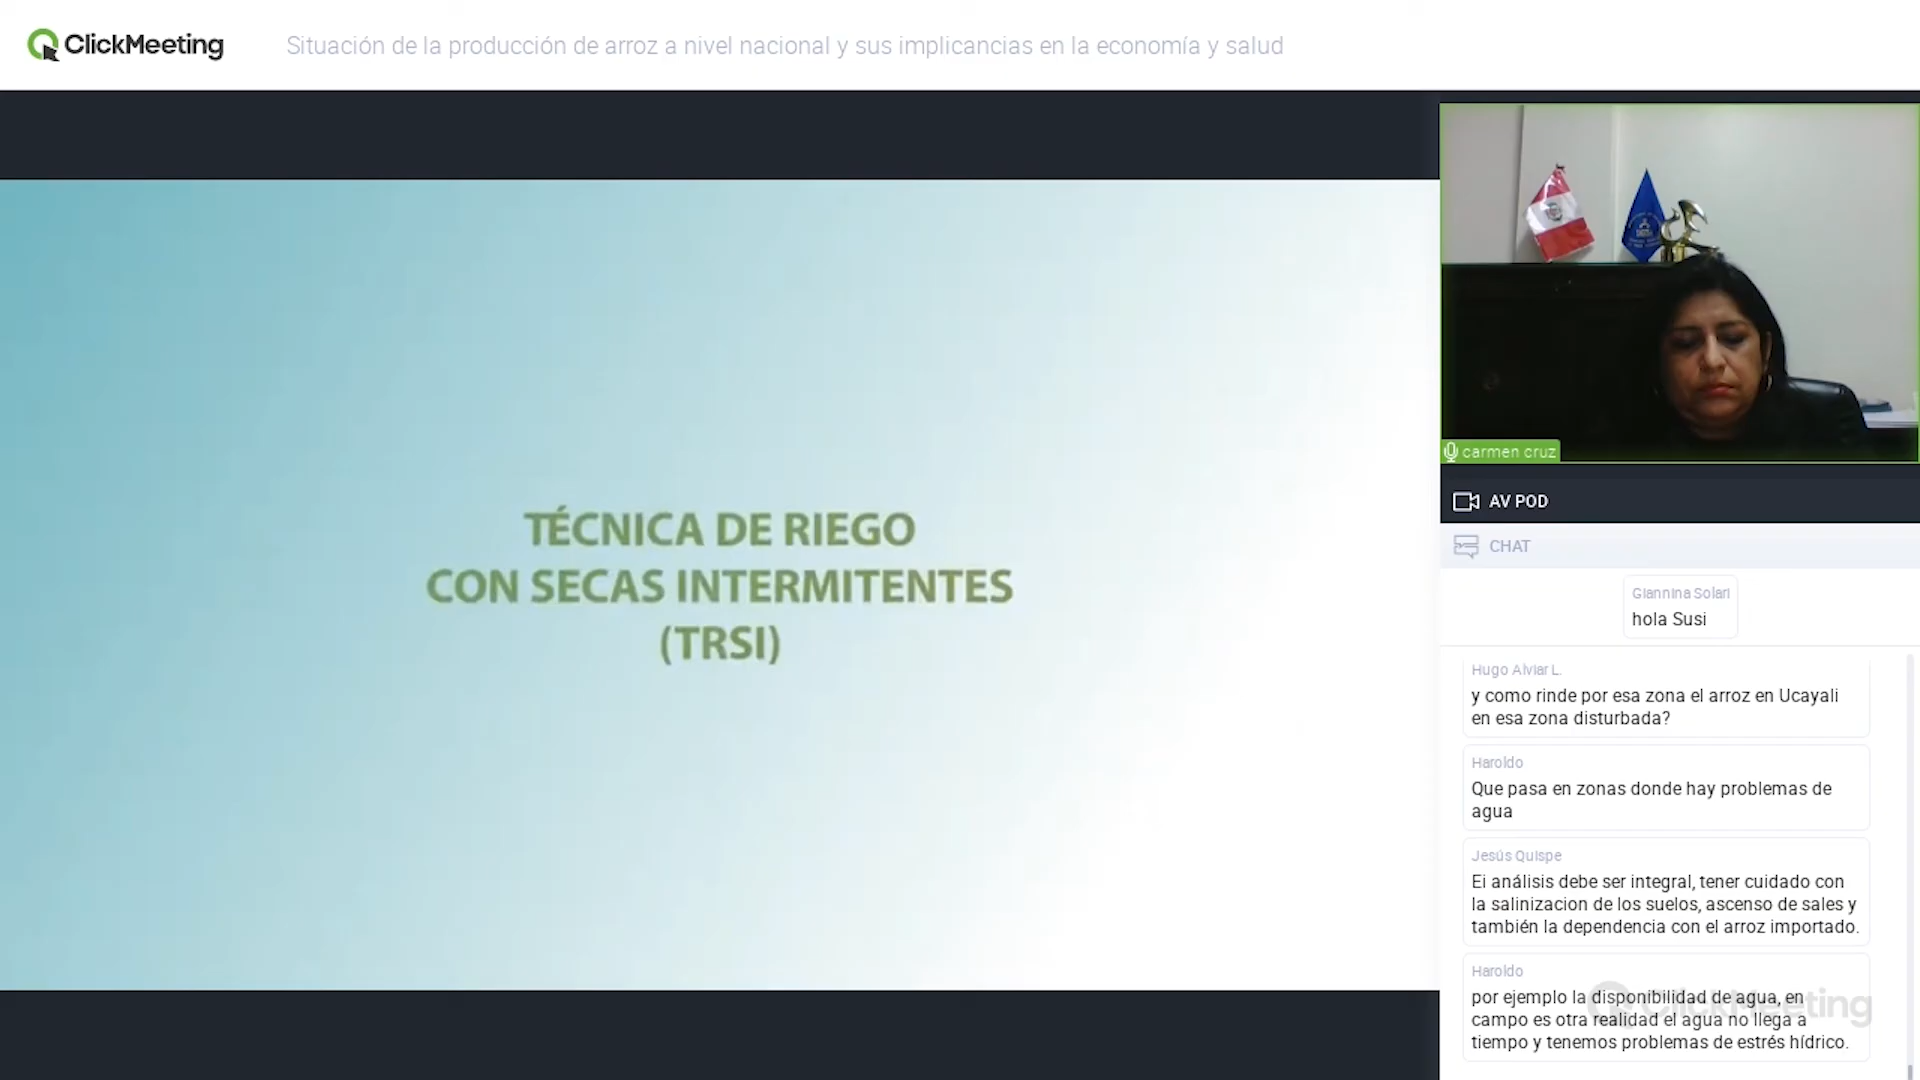 ClickMeeting
Situación de la producción de arroz a nivel nacional y sus implicancias en la economía y salud
TÉCNICA DE RIEGO
CON SECAS INTERMITENTES
(TRSI)
carmen cruz
AV POD
CHAT
Giannina Solari
hola Susi
Hugo Alviar L.
y como rinde por esa zona el arroz en Ucayali
en esa zona disturbada?
Haroldo
Que pasa en zonas donde hay problemas de
agua
Jesús Quispe
Ei análisis debe ser integral, tener cuidado con
la salinizacion de los suelos, ascenso de sales y
también la dependencia con el arroz importado.
Haroldo
por ejemplo la disponibilidad de agua, en
campo es otra realidad el agua no llega a
tiempo y tenemos problemas de estrés hídrico.
ClickMeeting